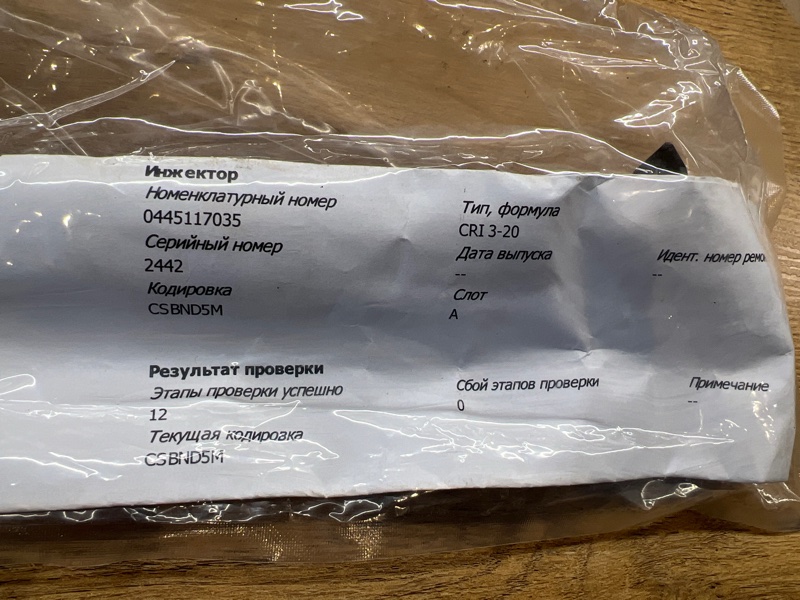 Инжектор
Номенклатурный номер
0445117035
Серийный номер
2442
Кодировка
CSBND5M
Тип, формула
CRI 3-20
Дата выпуска
--
Слот
A
Идент. номер
--
Результат проверки
Этапы проверки успешно
12
Текущая кодировка
CSBND5M
Сбой этапов проверки
0
Примечание
--